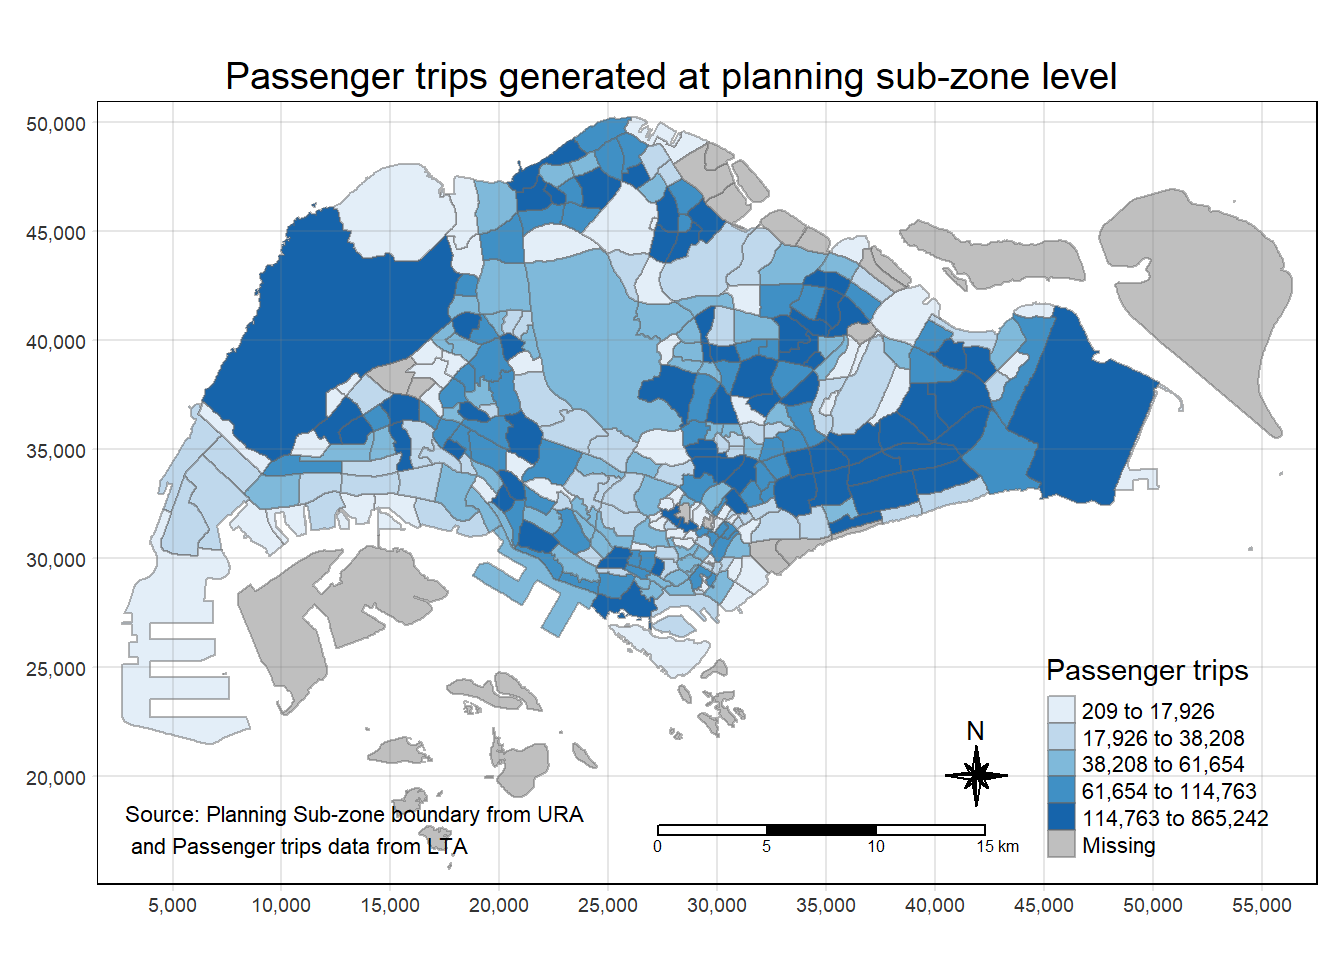 Passenger trips generated at planning sub-zone level
50,000
45,000
40,000
35,000
30,000
25,000
20,000
Passenger trips
209 to 17,926
17,926 to 38,208
38,208 to 61,654
61,654 to 114,763
114,763 to 865,242
Missing
N
Source: Planning Sub-zone boundary from URA
and Passenger trips data from LTA
0 5 10 15 km
5,000 10,000 15,000 20,000 25,000 30,000 35,000 40,000 45,000 50,000 55,000